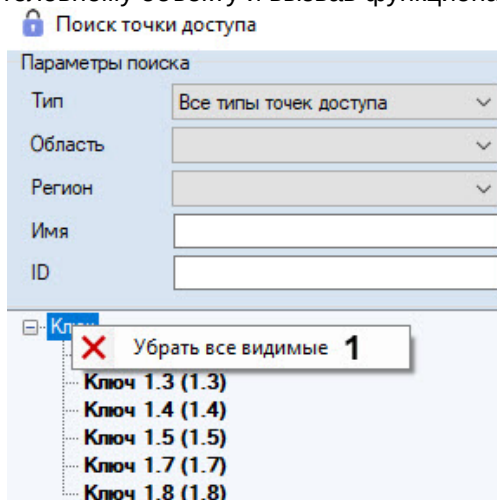 Поиск точки доступа
Параметры поиска
Тип Все типы точек доступа
Область
Регион
Имя
ID
Убрать все видимые 1
Ключ 1.3 (1.3)
Ключ 1.4 (1.4)
Ключ 1.5 (1.5)
Ключ 1.7 (1.7)
Ключ 1.8 (1.8)